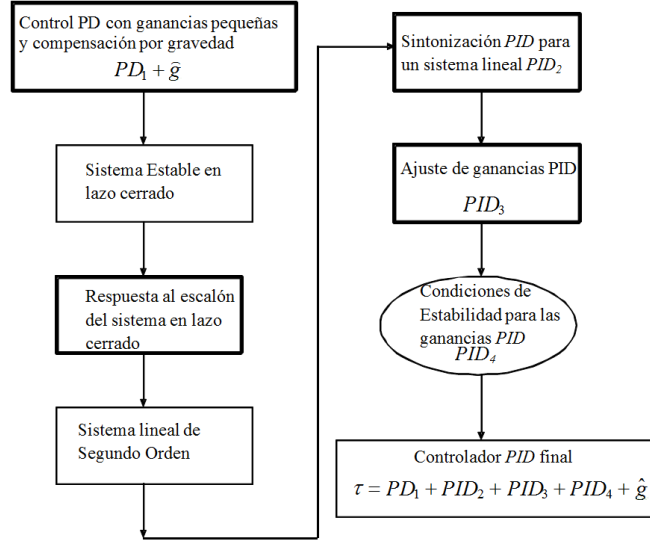 Control PD con ganancias pequeñas
y compensación por gravedad
PD₁ + ĝ
Sistema Estable en
lazo cerrado
Respuesta al escalón
del sistema en lazo
cerrado
Sistema lineal de
Segundo Orden
Sintonización PID para
un sistema lineal PID₂
Ajuste de ganancias PID
PID₃
Condiciones de
Estabilidad para las
ganancias PID
PID₄
Controlador PID final
τ = PD₁ + PID₂ + PID₃ + PID₄ + ĝ